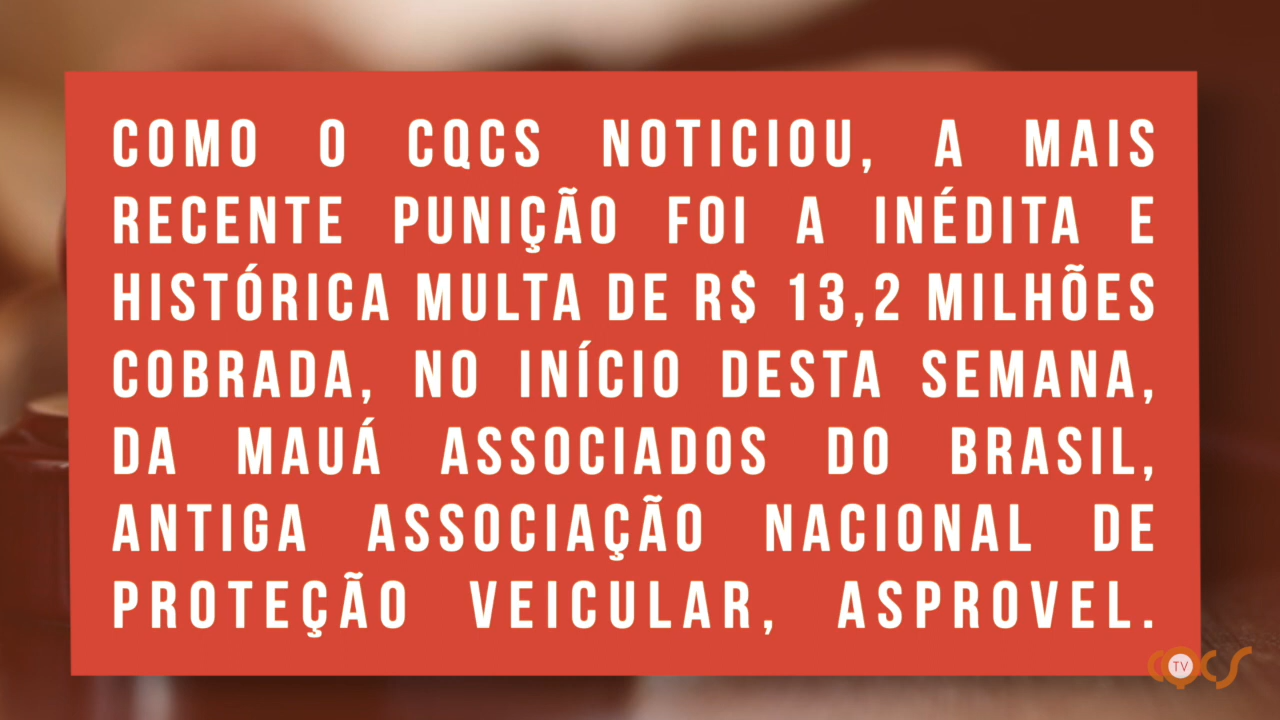 COMO O CQCS NOTICIOU, A MAIS
RECENTE PUNIÇÃO FOI A INÉDITA E
HISTÓRICA MULTA DE R$ 13,2 MILHÕES
COBRADA, NO INÍCIO DESTA SEMANA,
DA MAUÁ ASSOCIADOS DO BRASIL,
ANTIGA ASSOCIAÇÃO NACIONAL DE
PROTEÇÃO VEICULAR, ASPROVEL.
CQCS TV